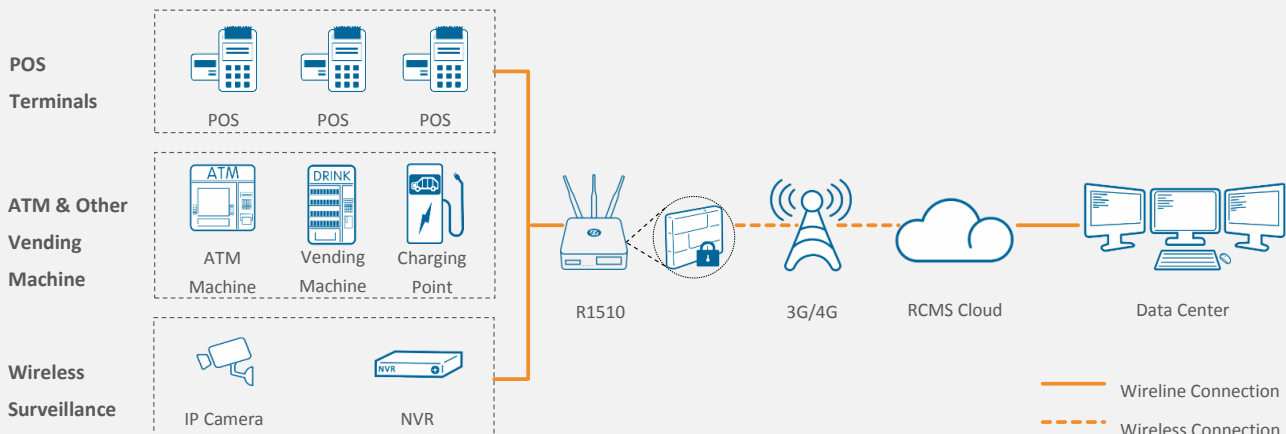 POS
Terminals
POS POS POS
ATM & Other
Vending
Machine
ATM
DRINK
ATM
Machine
Vending
Machine
Charging
Point
R1510
3G/4G
RCMS Cloud
Data Center
Wireless
Surveillance
NVR
IP Camera
NVR
Wireline Connection
Wireless Connection